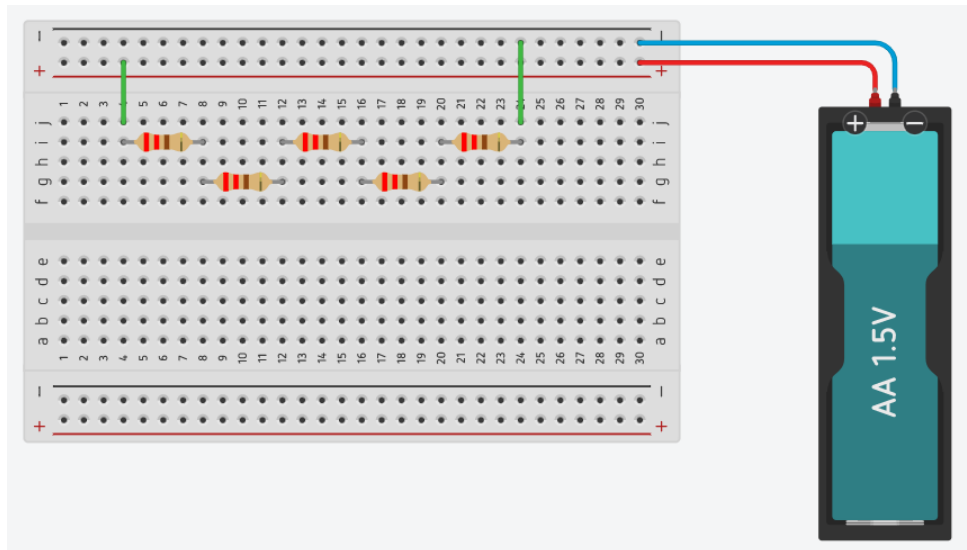 − −
+ +
1 2 3 4 5 6 7 8 9 10 11 12 13 14 15 16 17 18 19 20 21 22 23 24 25 26 27 28 29 30
j j
i i
h h
g g
f f
e e
d d
c c
b b
a a
1 2 3 4 5 6 7 8 9 10 11 12 13 14 15 16 17 18 19 20 21 22 23 24 25 26 27 28 29 30
− −
+ +
+ −
AA 1.5V